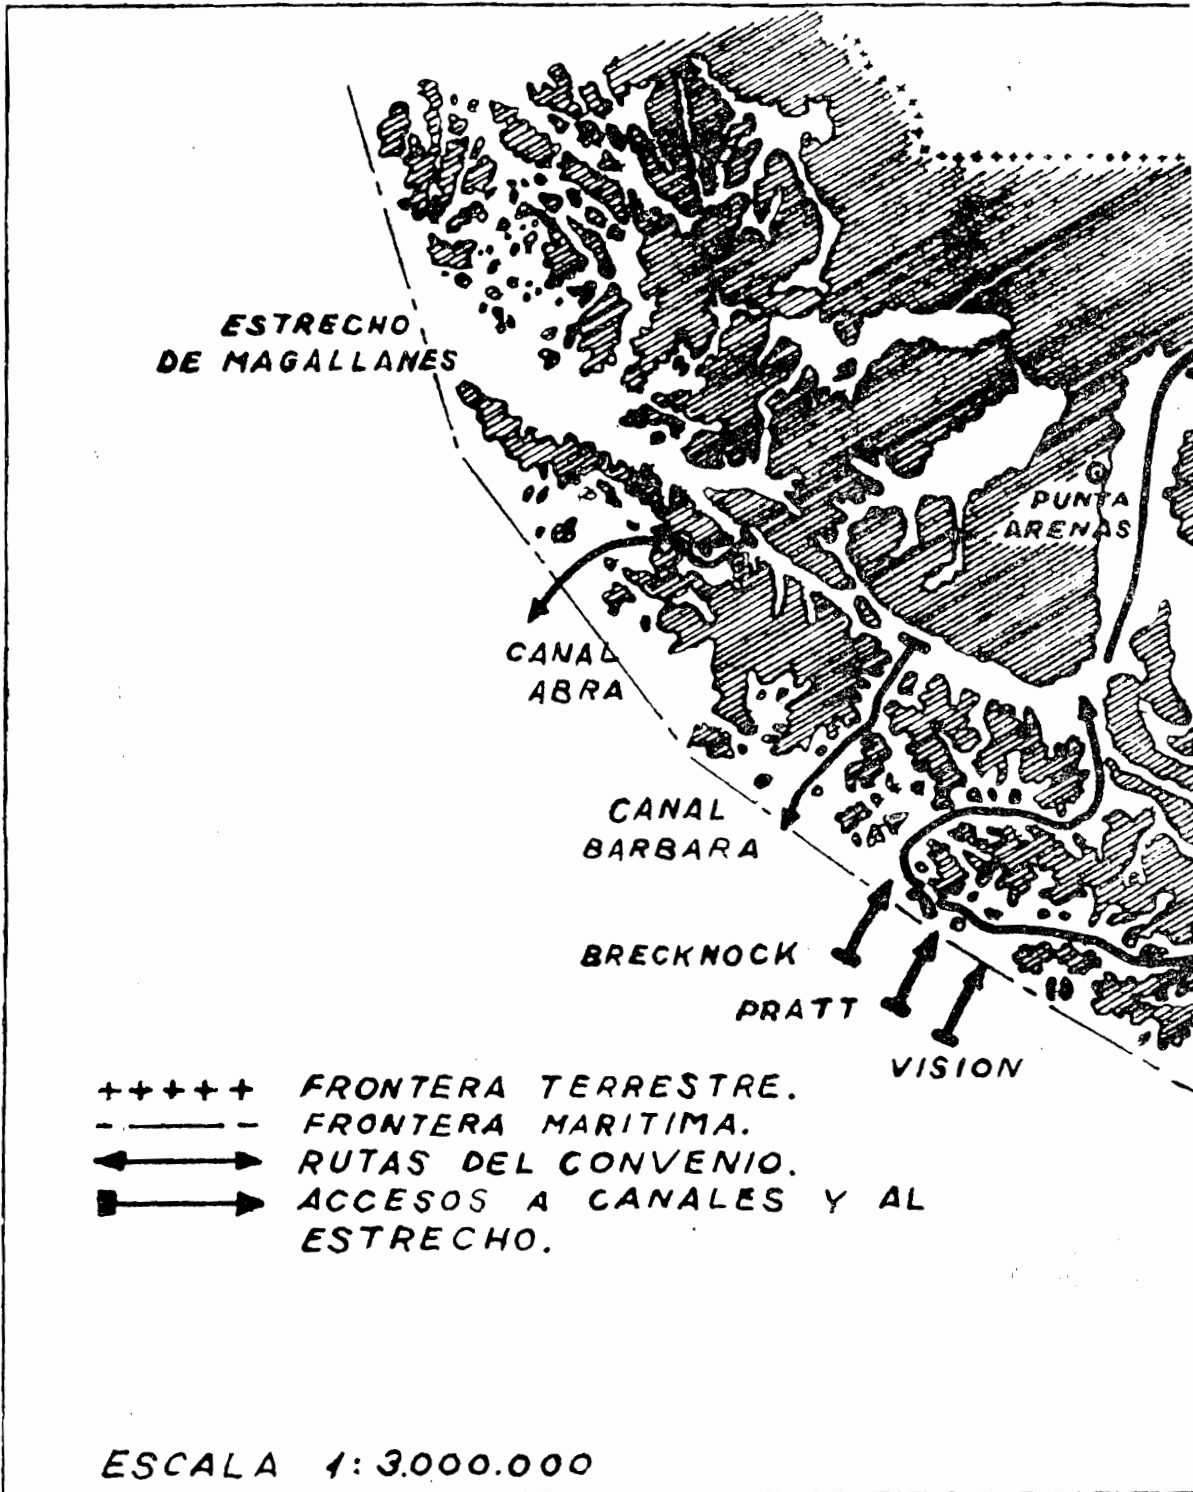 ESTRECHO
DE MAGALLANES
PUNTA
ARENAS
CANAL
ABRA
CANAL
BARBARA
BRECKNOCK
PRATT
VISION
FRONTERA TERRESTRE.
FRONTERA MARITIMA.
RUTAS DEL CONVENIO.
ACCESOS A CANALES Y AL
ESTRECHO.
ESCALA 1:3.000.000